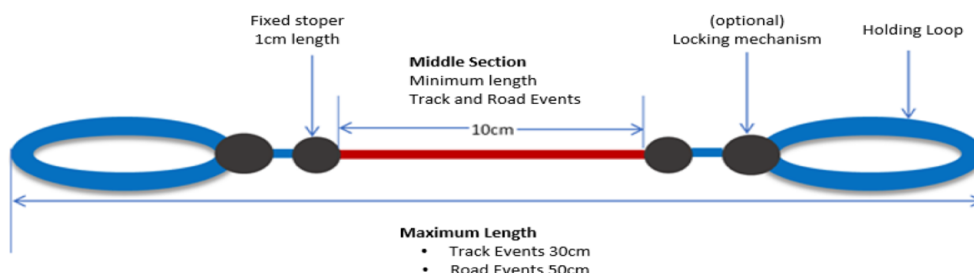 Fixed stoper
1cm length
(optional)
Locking mechanism
Holding Loop
Middle Section
Minimum length
Track and Road Events
10cm
Maximum Length
• Track Events 30cm
• Road Events 50cm